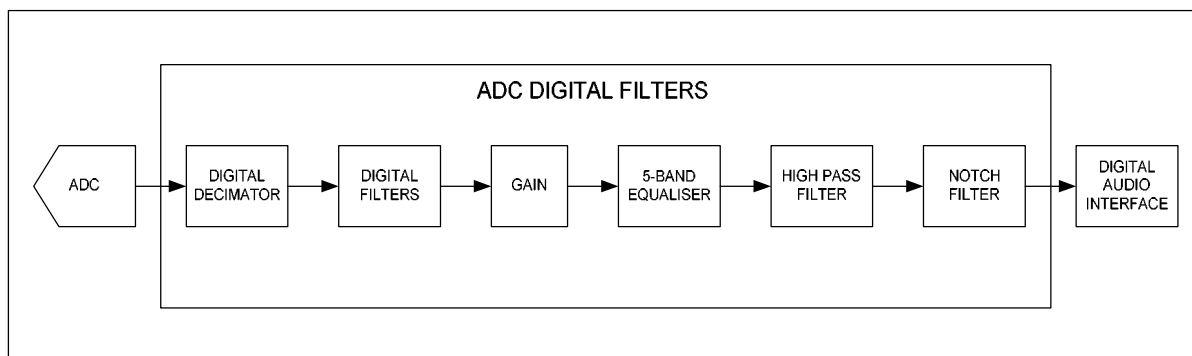 ADC DIGITAL FILTERS
ADC
DIGITAL
DECIMATOR
DIGITAL
FILTERS
GAIN
5-BAND
EQUALISER
HIGH PASS
FILTER
NOTCH
FILTER
DIGITAL
AUDIO
INTERFACE